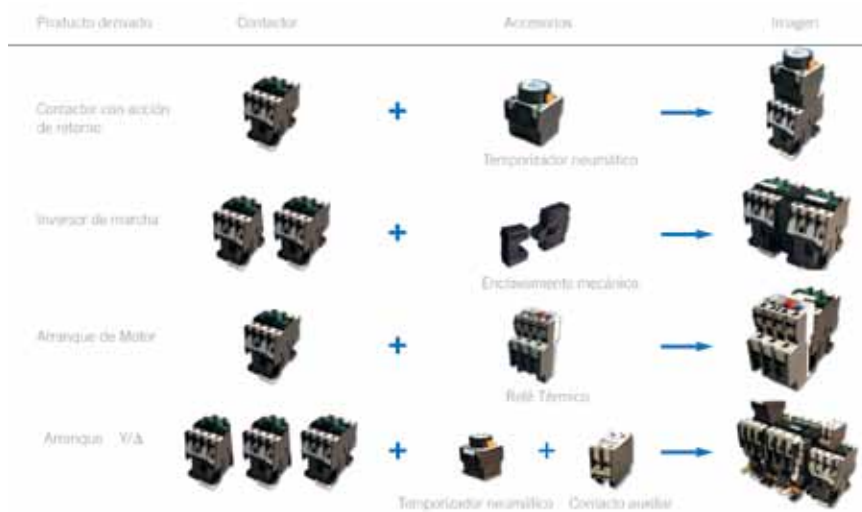 Producto derivado
Contactor
Accesorios
Imagen
Contactor con acción
de retorno
Temporizador neumático
Inversor de marcha
Enclavamiento mecánico
Arranque de Motor
Relé Térmico
Arranque Y/Δ
Temporizador neumático
Contacto auxiliar